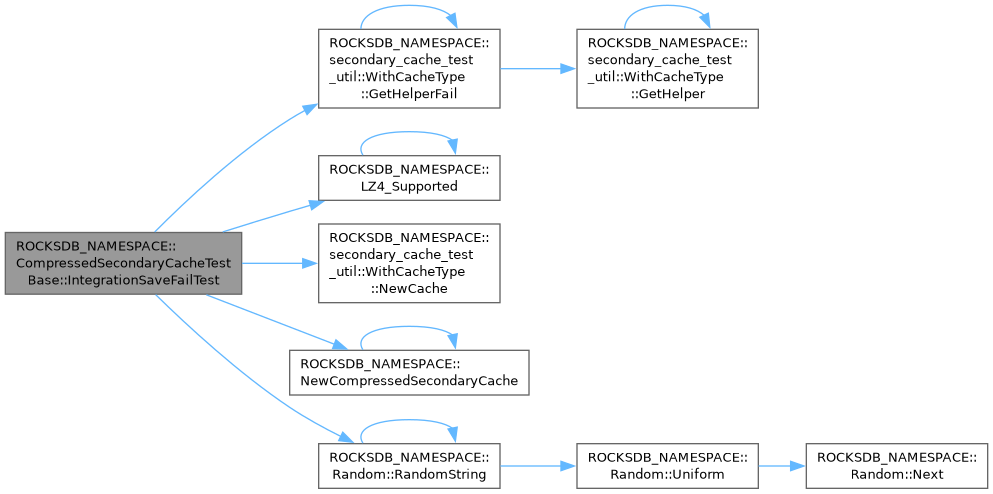 ROCKSDB_NAMESPACE::
secondary_cache_test
_util::WithCacheType
::GetHelperFail
ROCKSDB_NAMESPACE::
secondary_cache_test
_util::WithCacheType
::GetHelper
ROCKSDB_NAMESPACE::
LZ4_Supported
ROCKSDB_NAMESPACE::
CompressedSecondaryCacheTest
Base::IntegrationSaveFailTest
ROCKSDB_NAMESPACE::
secondary_cache_test
_util::WithCacheType
::NewCache
ROCKSDB_NAMESPACE::
NewCompressedSecondaryCache
ROCKSDB_NAMESPACE::
Random::RandomString
ROCKSDB_NAMESPACE::
Random::Uniform
ROCKSDB_NAMESPACE::
Random::Next